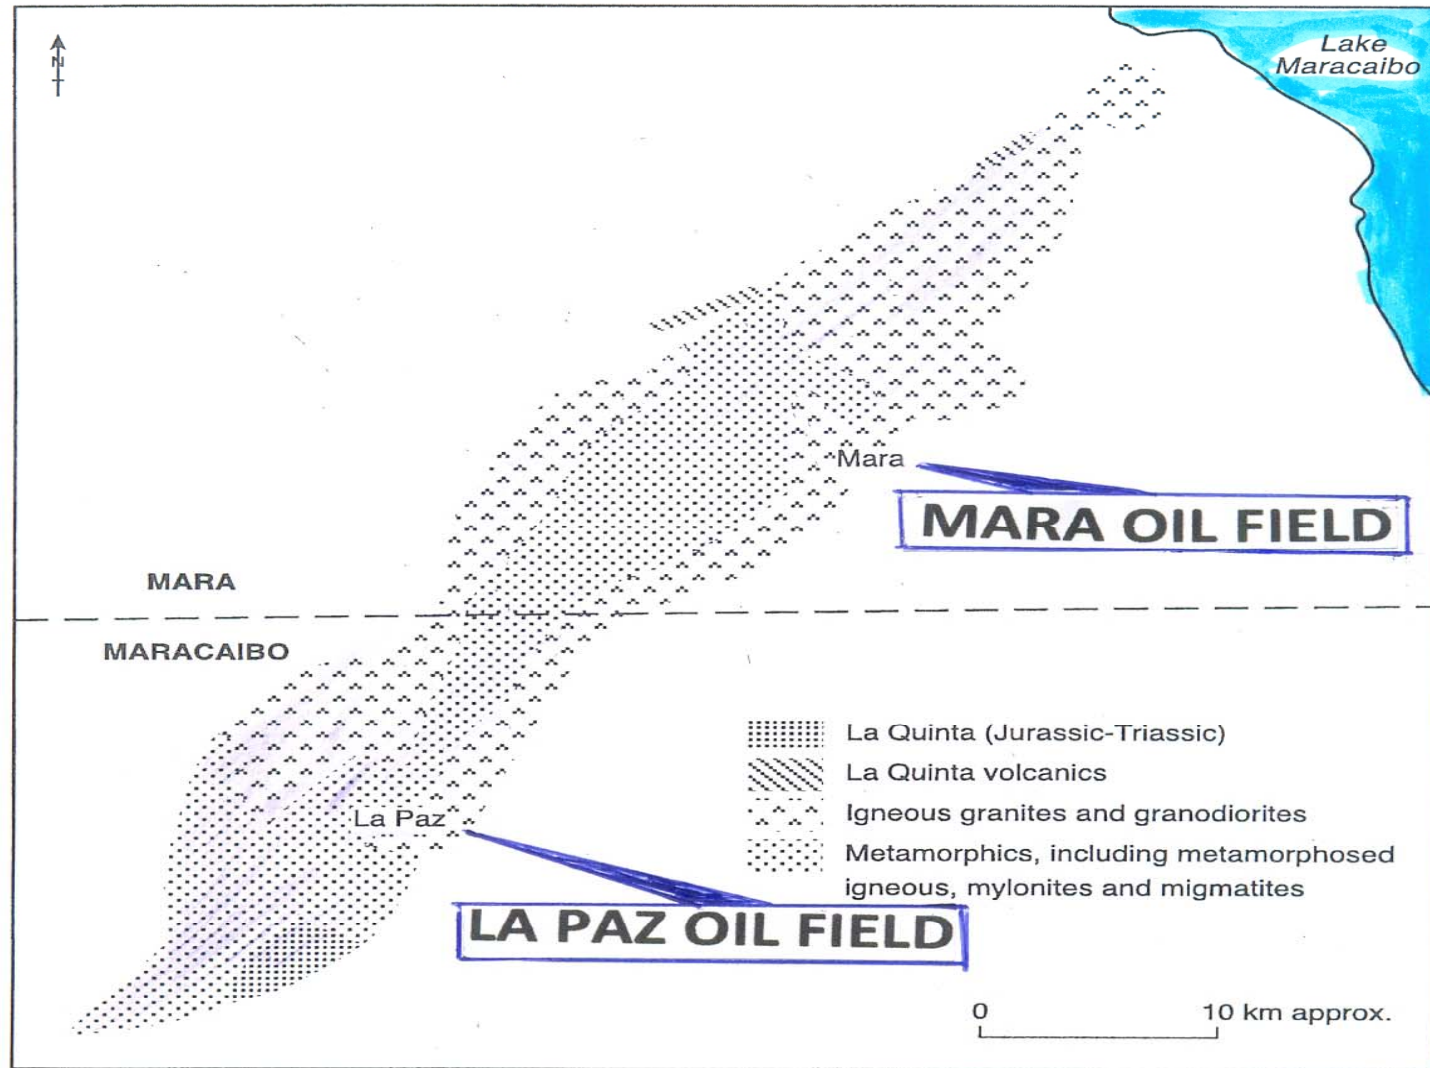 N
Lake
Maracaibo
Mara
MARA OIL FIELD
MARA
MARACAIBO
La Quinta (Jurassic-Triassic)
La Quinta volcanics
Igneous granites and granodiorites
La Paz
Metamorphics, including metamorphosed
igneous, mylonites and migmatites
LA PAZ OIL FIELD
0 10 km approx.